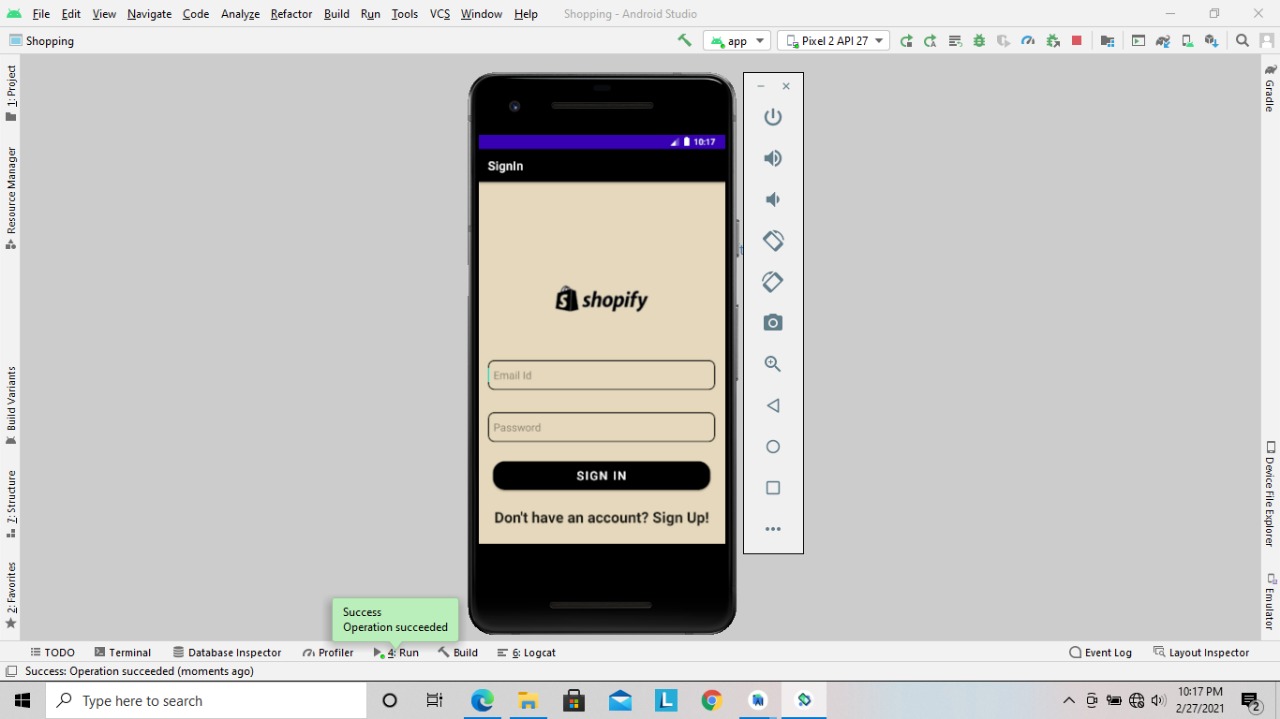 File Edit View Navigate Code Analyze Refactor Build Run Tools VCS Window Help Shopping - Android Studio
Shopping
app
Pixel 2 API 27
1: Project
Resource Manager
Build Variants
7: Structure
2: Favorites
10:17
SignIn
shopify
Email Id
Password
SIGN IN
Don't have an account? Sign Up!
Gradle
Device File Explorer
Emulator
Success
Operation succeeded
TODO Terminal Database Inspector Profiler 4: Run Build 6: Logcat Event Log Layout Inspector
Success: Operation succeeded (moments ago)
Type here to search
10:17 PM
2/27/2021
2